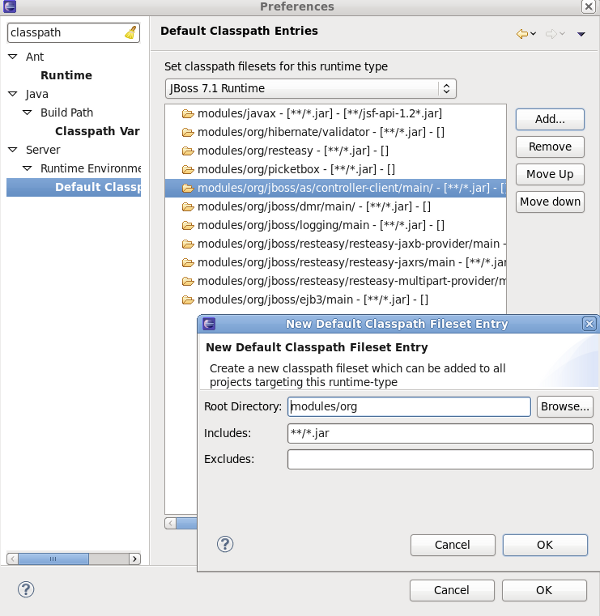 Preferences
classpath
Ant
Runtime
Java
Build Path
Classpath Var
Server
Runtime Environme
Default Classp
Default Classpath Entries
Set classpath filesets for this runtime type
JBoss 7.1 Runtime
modules/javax - [**/*.jar] - [**/jsf-api-1.2*.jar]
modules/org/hibernate/validator - [**/*.jar] - []
modules/org/resteasy - [**/*.jar] - []
modules/org/picketbox - [**/*.jar] - []
modules/org/jboss/as/controller-client/main/ - [**/*.jar] - []
modules/org/jboss/dmr/main/ - [**/*.jar] - []
modules/org/jboss/logging/main - [**/*.jar] - []
modules/org/jboss/resteasy/resteasy-jaxb-provider/main -
modules/org/jboss/resteasy/resteasy-jaxrs/main - [**/*.jar
modules/org/jboss/resteasy/resteasy-multipart-provider/m
modules/org/jboss/ejb3/main - [**/*.jar] - []
Add...
Remove
Move Up
Move down
New Default Classpath Fileset Entry
New Default Classpath Fileset Entry
Create a new classpath fileset which can be added to all
projects targeting this runtime-type
Root Directory: modules/org Browse...
Includes: **/*.jar
Excludes:
Cancel OK
Cancel OK